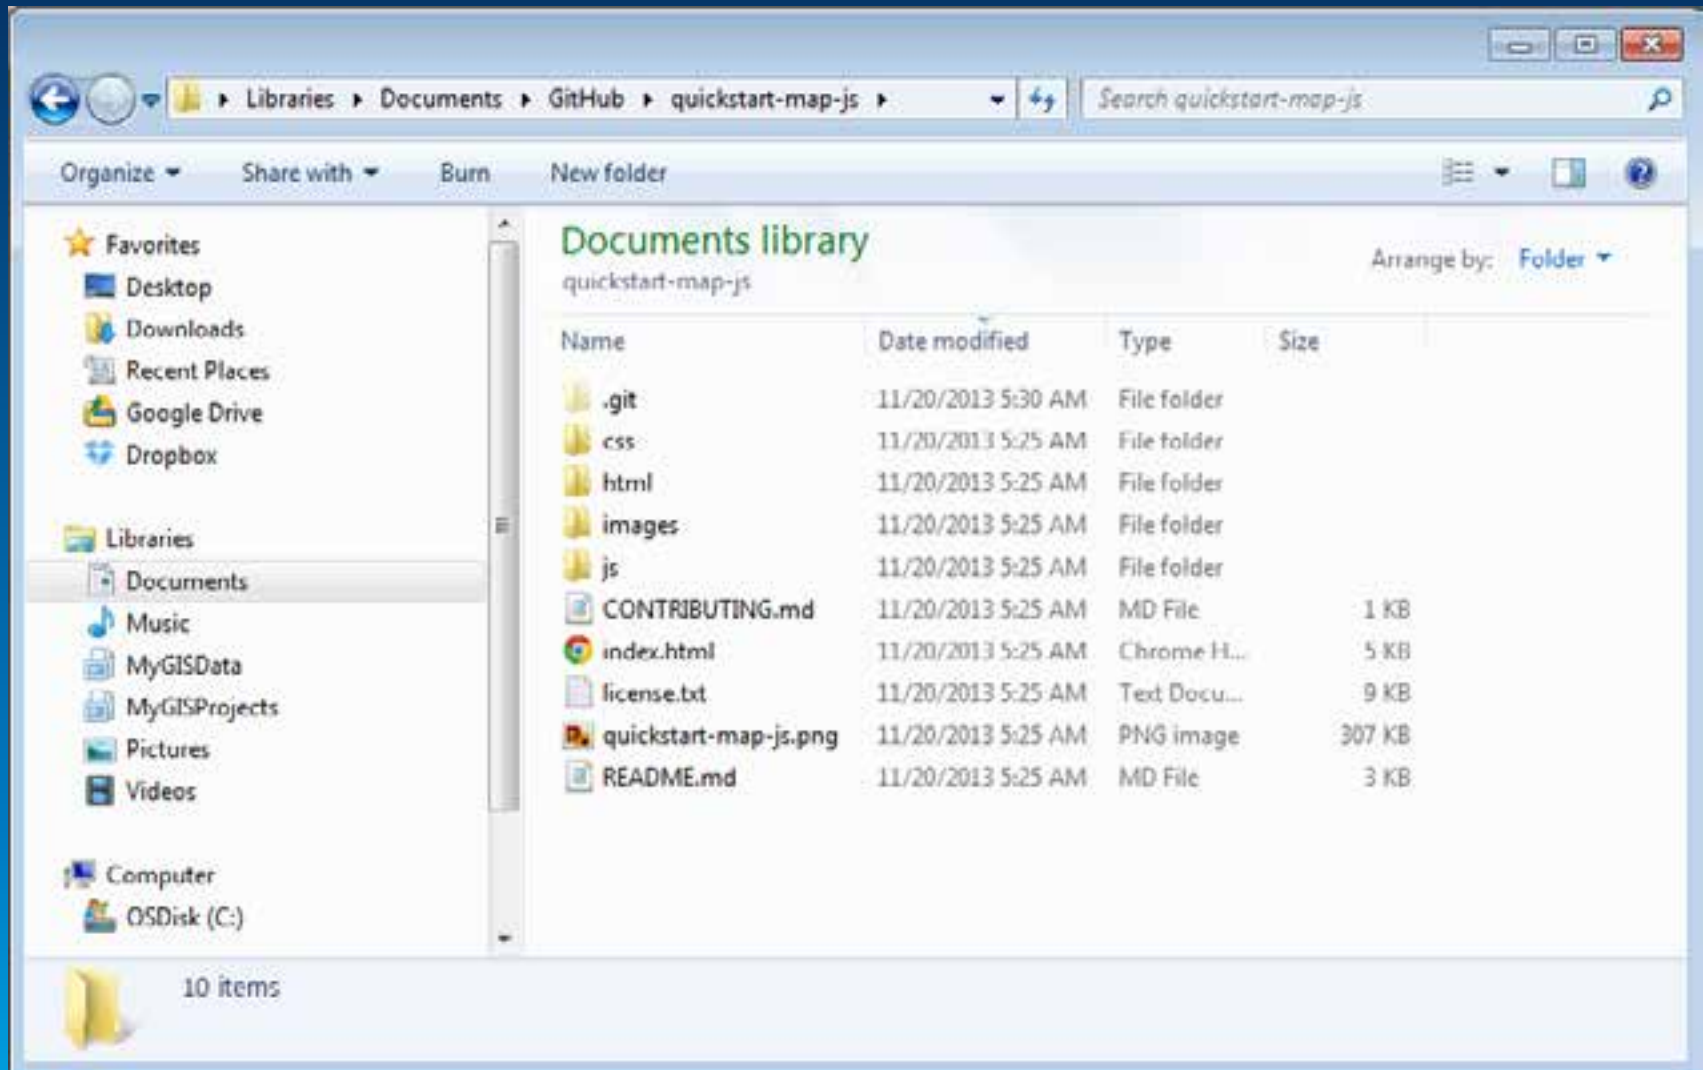 Libraries Documents GitHub quickstart-map-js Search quickstart-map-js
Organize Share with Burn New folder
Favorites
Desktop
Downloads
Recent Places
Google Drive
Dropbox
Libraries
Documents
Music
MyGISData
MyGISProjects
Pictures
Videos
Computer
OSDisk (C:)
Documents library
quickstart-map-js
Arrange by: Folder
Name Date modified Type Size
.git 11/20/2013 5:30 AM File folder
css 11/20/2013 5:25 AM File folder
html 11/20/2013 5:25 AM File folder
images 11/20/2013 5:25 AM File folder
js 11/20/2013 5:25 AM File folder
CONTRIBUTING.md 11/20/2013 5:25 AM MD File 1 KB
index.html 11/20/2013 5:25 AM Chrome H... 5 KB
license.txt 11/20/2013 5:25 AM Text Docu... 9 KB
quickstart-map-js.png 11/20/2013 5:25 AM PNG image 307 KB
README.md 11/20/2013 5:25 AM MD File 3 KB
10 items